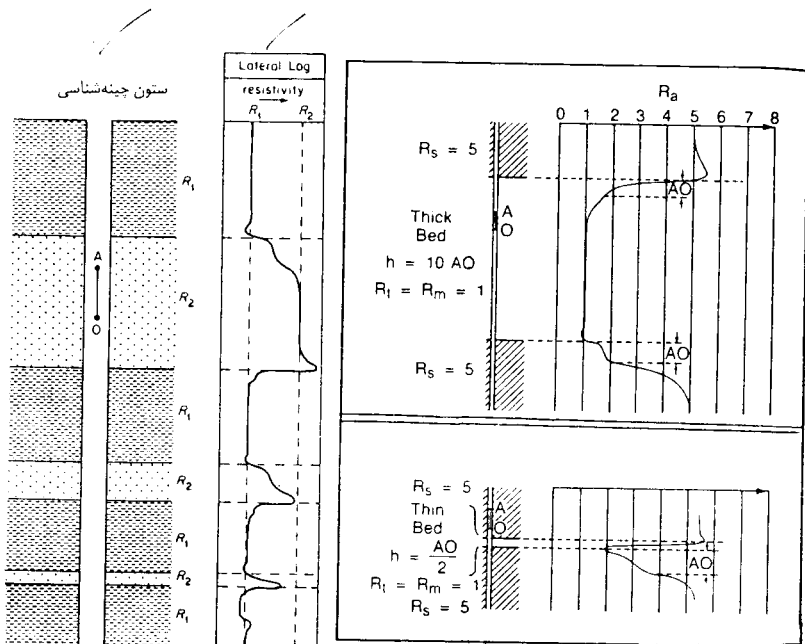 ستون چینه‌شناسی
R₁
R₂
R₁
R₂
R₁
R₂
R₁
A
O
Lateral Log
resistivity
R₁ R₂
Ra
0 1 2 3 4 5 6 7 8
Rs = 5
AO
Thick
Bed
A
O
h = 10 AO
Rt = Rm = 1
Rs = 5
AO
Rs = 5
Thin
Bed
A
O
h = AO/2
Rt = Rm = 1
Rs = 5
AO